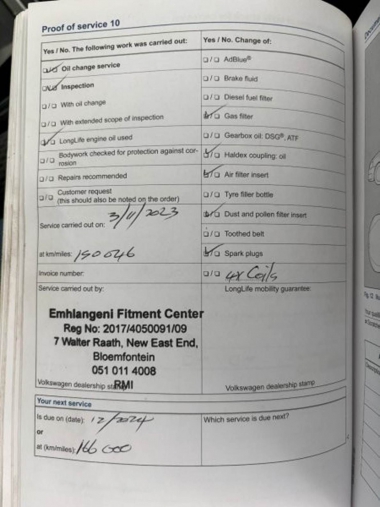 Proof of service 10
Yes / No. The following work was carried out:
Oil change service
Inspection
With oil change
With extended scope of inspection
LongLife engine oil used
Bodywork checked for protection against cor-
rosion
Repairs recommended
Customer request
(this should also be noted on the order)
Service carried out on: 3/11/2023
at km/miles: 150 046
Invoice number:
Service carried out by:
Emhlangeni Fitment Center
Reg No: 2017/4050091/09
7 Walter Raath, New East End,
Bloemfontein
051 011 4008
RMI
Volkswagen dealership
Yes / No. Change of:
AdBlue®
Brake fluid
Diesel fuel filter
Gas filter
Gearbox oil: DSG®, ATF
Haldex coupling: oil
Air filter insert
Tyre filler bottle
Dust and pollen filter insert
Toothed belt
Spark plugs
4x Coils
LongLife mobility guarantee:
Volkswagen dealership stamp
Your next service
Is due on (date): 12/2024
or
at (km/miles): 166 000
Which service is due next?